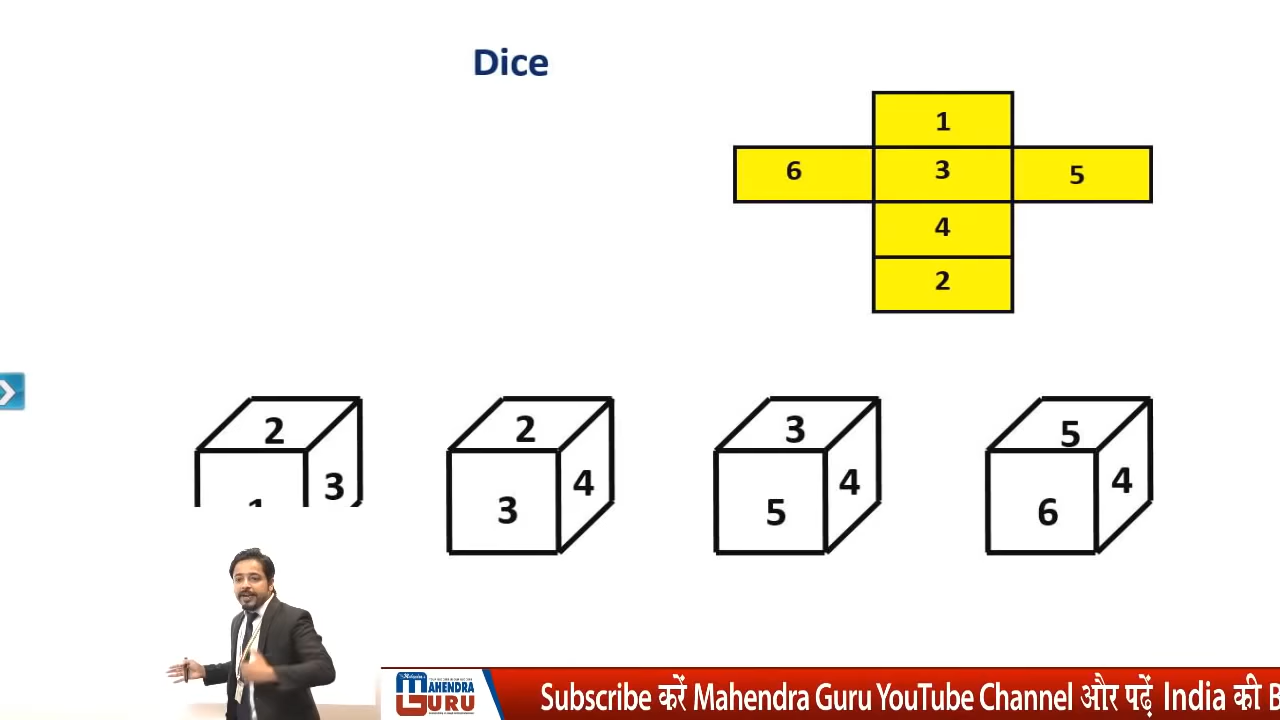 Dice
1
6 3 5
4
2
2 2 3 5
3 4 4 4
1 3 5 6
MAHENDRA
GURU
Subscribe करें Mahendra Guru YouTube Channel और पढ़ें India की B